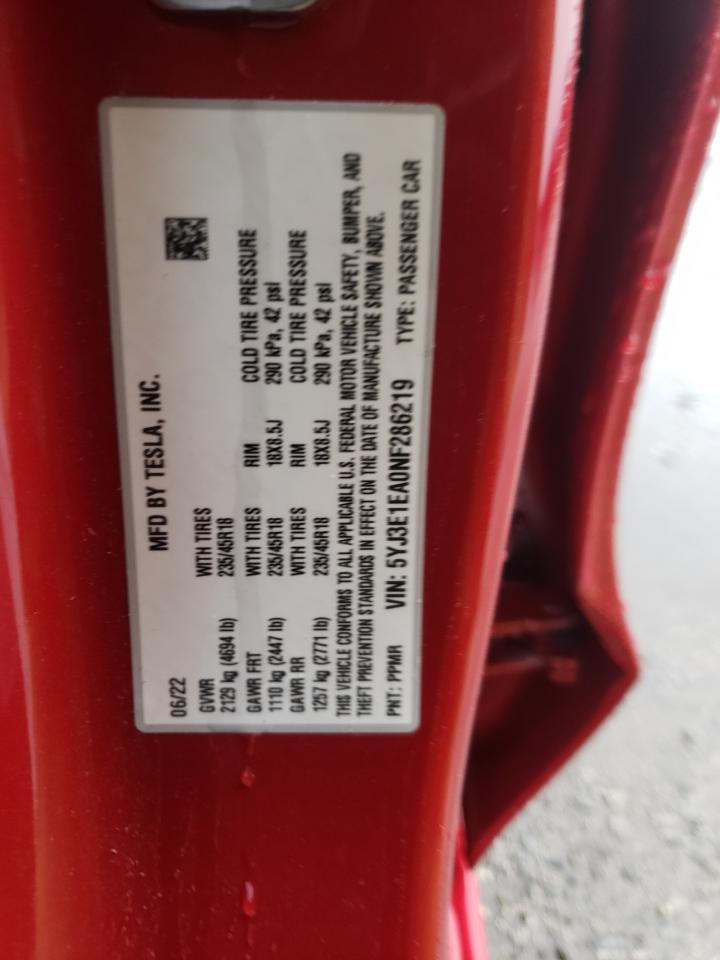 MFD BY TESLA, INC.
06/22
GVWR WITH TIRES
2129 kg (4694 lb) 235/45R18
GAWR FRT WITH TIRES RIM COLD TIRE PRESSURE
1110 kg (2447 lb) 235/45R18 18X8.5J 290 kPa, 42 psi
GAWR RR WITH TIRES RIM COLD TIRE PRESSURE
1257 kg (2771 lb) 235/45R18 18X8.5J 290 kPa, 42 psi
THIS VEHICLE CONFORMS TO ALL APPLICABLE U.S. FEDERAL MOTOR VEHICLE SAFETY, BUMPER, AND
THEFT PREVENTION STANDARDS IN EFFECT ON THE DATE OF MANUFACTURE SHOWN ABOVE.
PNT: PPMR VIN: 5YJ3E1EA0NF286219 TYPE: PASSENGER CAR